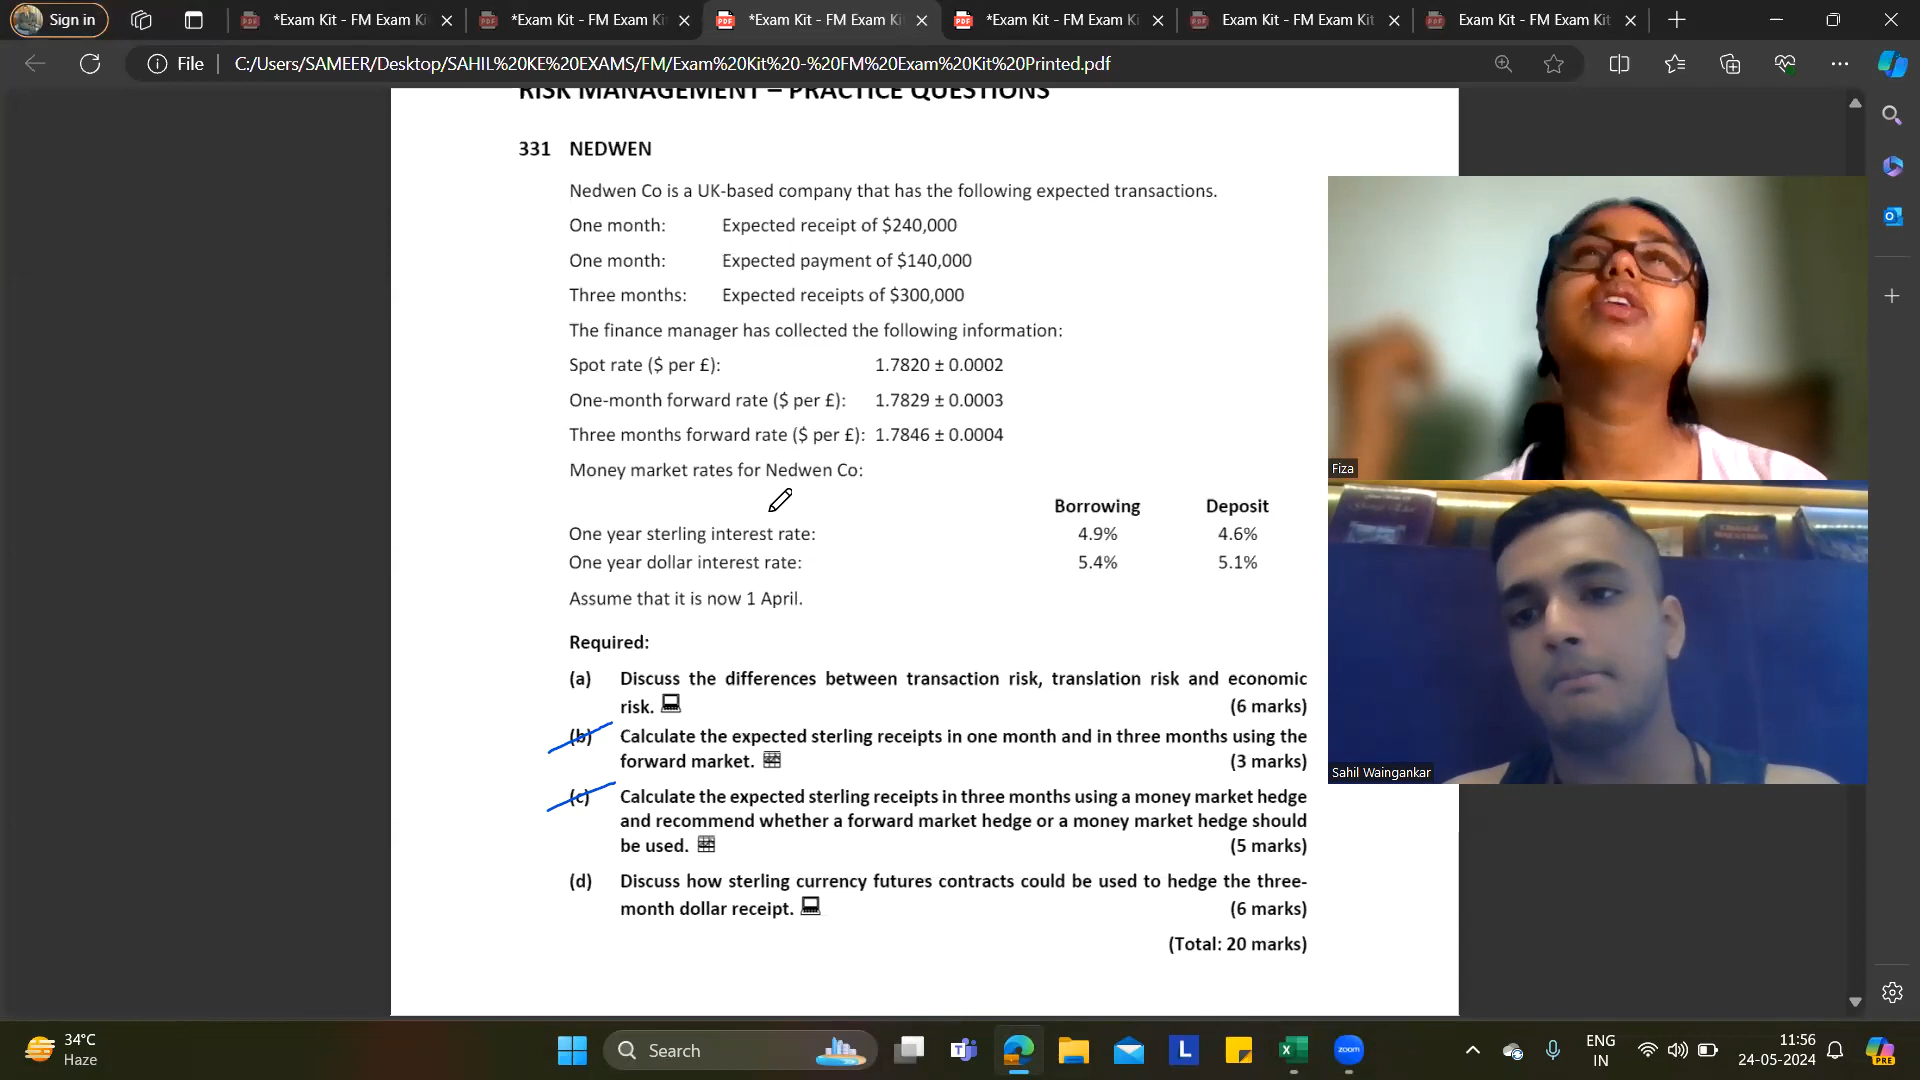 Sign in
*Exam Kit - FM Exam Ki
*Exam Kit - FM Exam Kit
*Exam Kit - FM Exam Ki
*Exam Kit - FM Exam Ki
Exam Kit - FM Exam Kit
Exam Kit - FM Exam Kit
File
C:/Users/SAMEER/Desktop/SAHIL%20KE%20EXAMS/FM/Exam%20Kit%20-%20FM%20Exam%20Kit%20Printed.pdf
RISK MANAGEMENT – PRACTICE QUESTIONS
331 NEDWEN
Nedwen Co is a UK-based company that has the following expected transactions.
One month: Expected receipt of $240,000
One month: Expected payment of $140,000
Three months: Expected receipts of $300,000
The finance manager has collected the following information:
Spot rate ($ per £): 1.7820 ± 0.0002
One-month forward rate ($ per £): 1.7829 ± 0.0003
Three months forward rate ($ per £): 1.7846 ± 0.0004
Money market rates for Nedwen Co:
Borrowing Deposit
One year sterling interest rate: 4.9% 4.6%
One year dollar interest rate: 5.4% 5.1%
Assume that it is now 1 April.
Required:
(a) Discuss the differences between transaction risk, translation risk and economic
risk. (6 marks)
(b) Calculate the expected sterling receipts in one month and in three months using the
forward market. (3 marks)
(c) Calculate the expected sterling receipts in three months using a money market hedge
and recommend whether a forward market hedge or a money market hedge should
be used. (5 marks)
(d) Discuss how sterling currency futures contracts could be used to hedge the three-
month dollar receipt. (6 marks)
(Total: 20 marks)
Fiza
Sahil Waingankar
34°C
Haze
Search
zoom
ENG
IN
11:56
24-05-2024
PRE